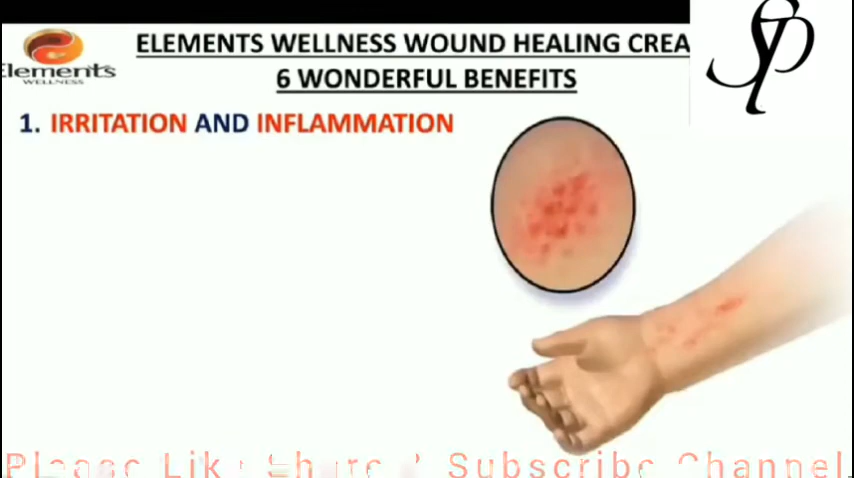 ELEMENTS WELLNESS WOUND HEALING CREA
6 WONDERFUL BENEFITS
Elements
WELLNESS
1. IRRITATION AND INFLAMMATION
Subscribe Channel